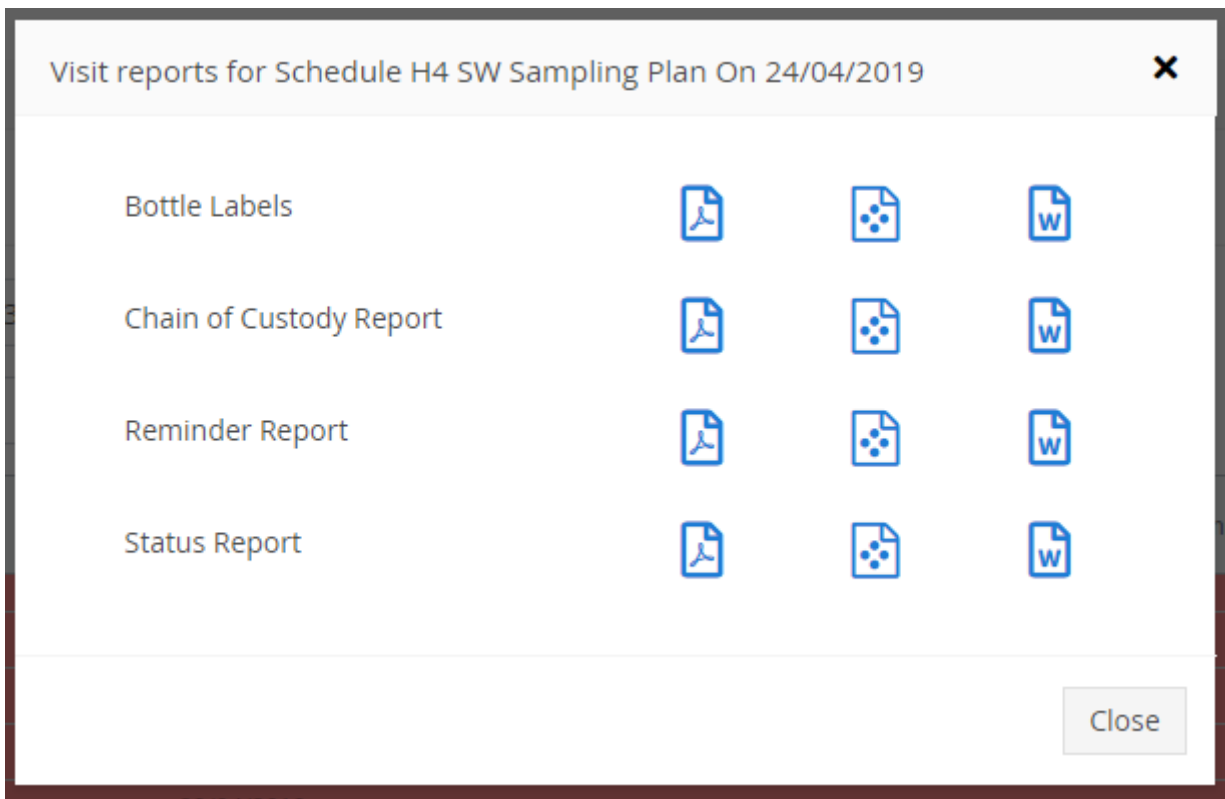 Visit reports for Schedule H4 SW Sampling Plan On 24/04/2019
Bottle Labels
W
Chain of Custody Report
W
Reminder Report
W
Status Report
W
Close